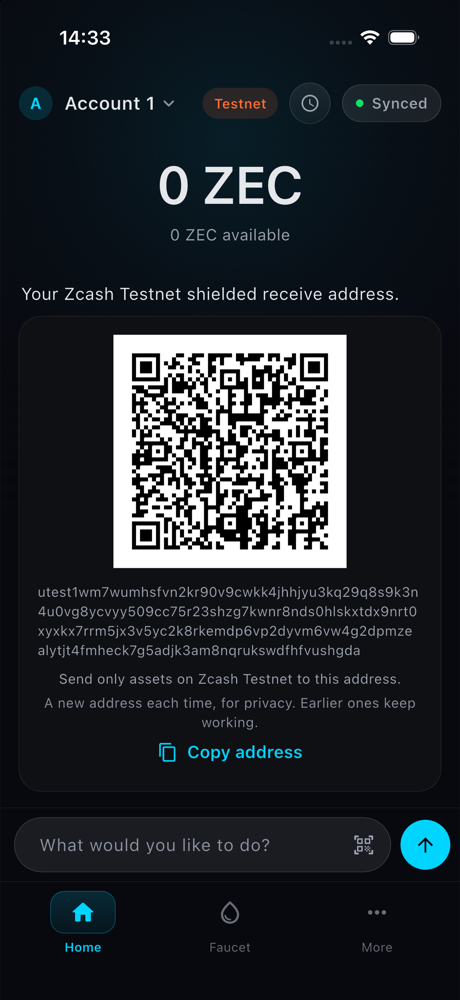 14:33
A
Account 1
Testnet
Synced
0 ZEC
0 ZEC available
Your Zcash Testnet shielded receive address.
utest1wm7wumhsfvn2kr90v9cwkk4jhhjyu3kq29q8s9k3n
4u0vg8ycvyy509cc75r23shzg7kwnr8nds0hlskxtdx9nrt0
xyxkx7rrm5jx3v5yc2k8rkemdp6vp2dyvm6vw4g2dpmze
alytjt4fmheck7g5adjk3am8nqrukswdfhfvushgda
Send only assets on Zcash Testnet to this address.
A new address each time, for privacy. Earlier ones keep
working.
Copy address
What would you like to do?
Home
Faucet
More